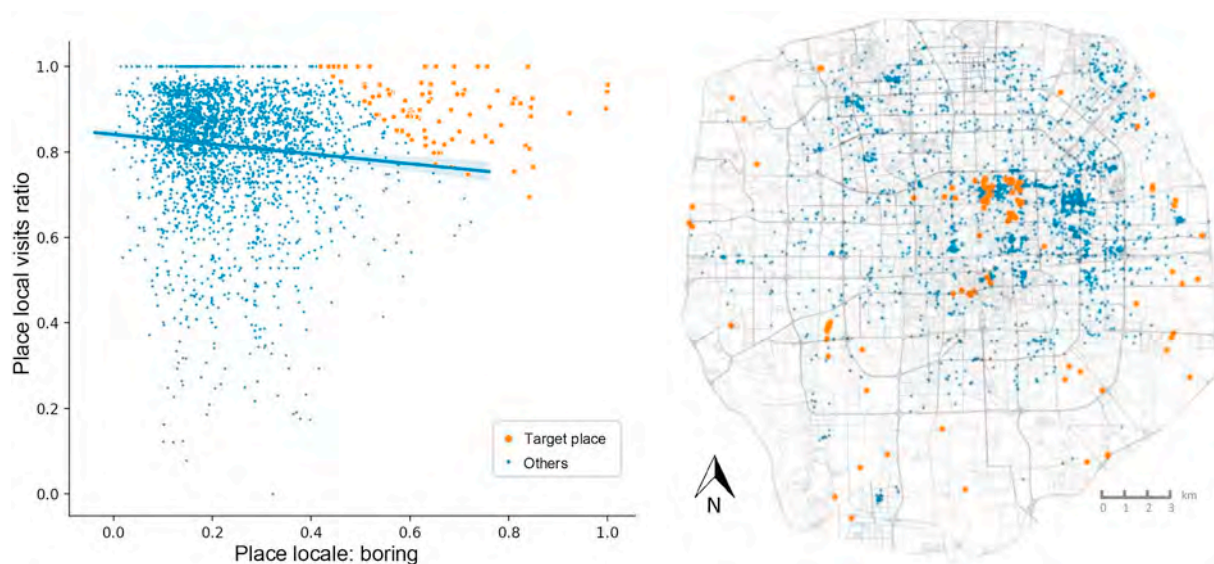 Place local visits ratio
1.0
0.8
0.6
0.4
0.2
0.0
0.0 0.2 0.4 0.6 0.8 1.0
Place locale: boring
Target place
Others
N
km
0 1 2 3